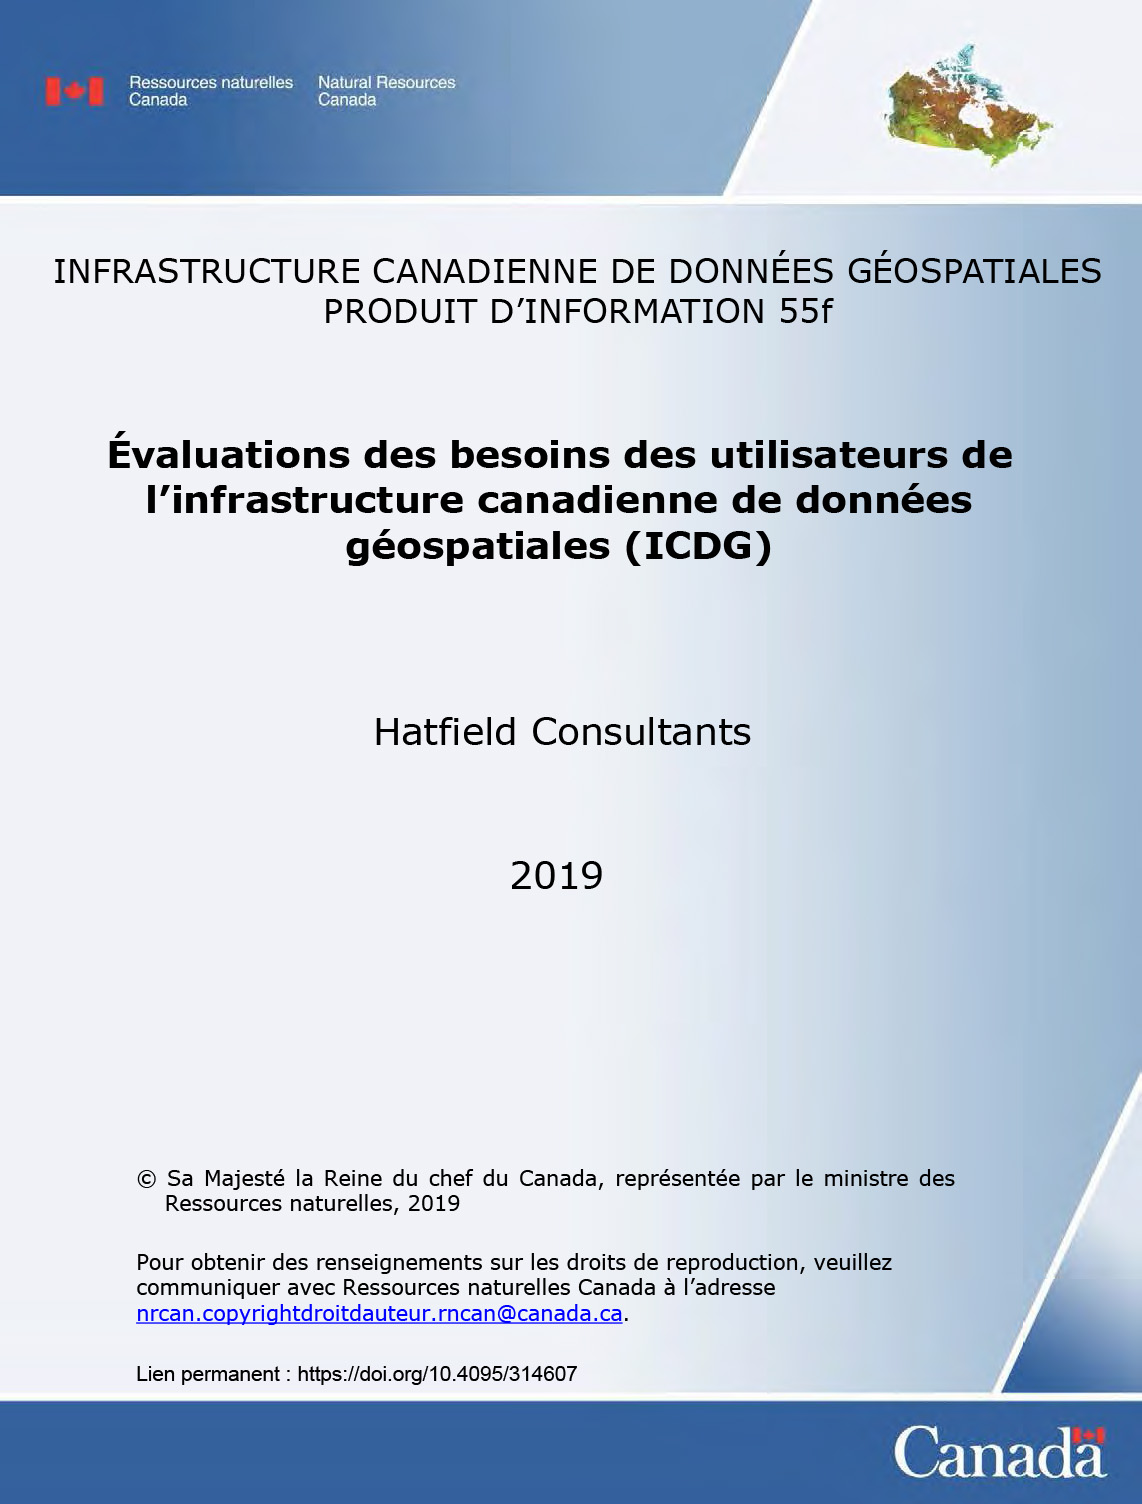 Ressources naturelles Natural Resources
Canada Canada
INFRASTRUCTURE CANADIENNE DE DONNÉES GÉOSPATIALES
PRODUIT D’INFORMATION 55f
Évaluations des besoins des utilisateurs de
l’infrastructure canadienne de données
géospatiales (ICDG)
Hatfield Consultants
2019
© Sa Majesté la Reine du chef du Canada, représentée par le ministre des
Ressources naturelles, 2019
Pour obtenir des renseignements sur les droits de reproduction, veuillez
communiquer avec Ressources naturelles Canada à l’adresse
nrcan.copyrightdroitdauteur.rncan@canada.ca.
Lien permanent : https://doi.org/10.4095/314607
Canada